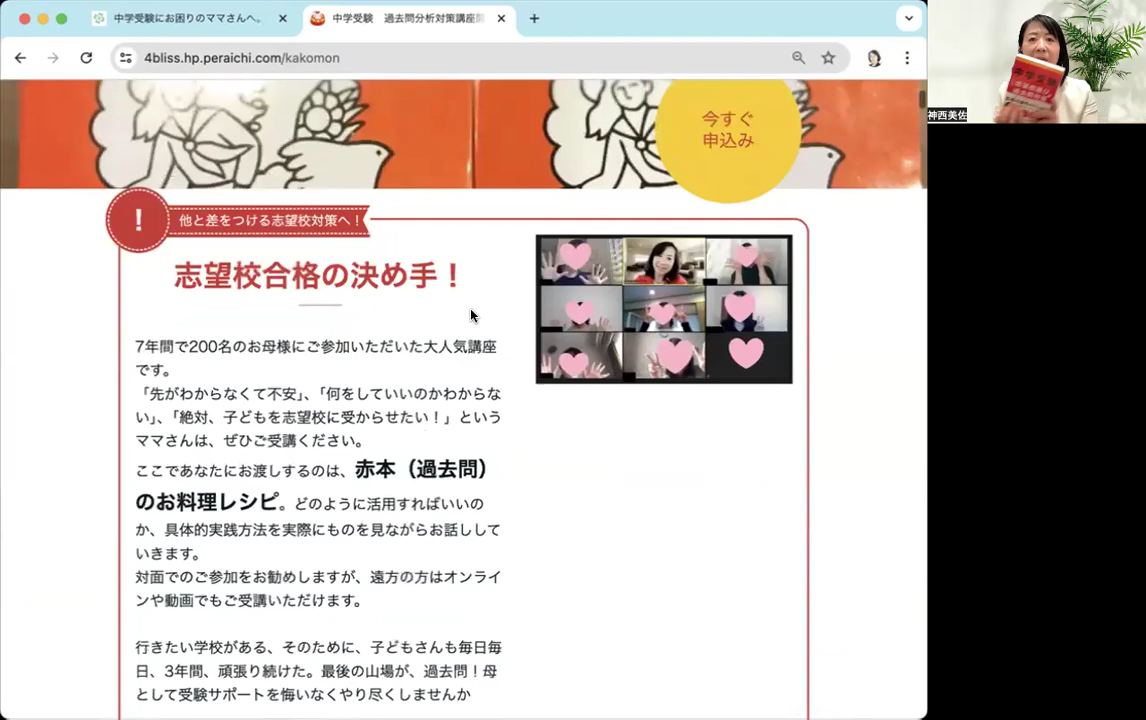 中学受験にお困りのママさんへ。
中学受験 過去問分析対策講座開
4bliss.hp.peraichi.com/kakomon
神西美佐
中学受験
今すぐ
申込み
!
他と差をつける志望校対策へ！
志望校合格の決め手！
7年間で200名のお母様にご参加いただいた大人気講座
です。
「先がわからなくて不安」、「何をしていいのかわからな
い」、「絶対、子どもを志望校に受からせたい！」という
ママさんは、ぜひご受講ください。
ここであなたにお渡しするのは、赤本（過去問）
のお料理レシピ。どのように活用すればいいの
か、具体的実践方法を実際にものを見ながらお話しして
いきます。
対面でのご参加をお勧めしますが、遠方の方はオンライ
ンや動画でもご受講いただけます。
行きたい学校がある、そのために、子どもさんも毎日毎
日、3年間、頑張り続けた。最後の山場が、過去問！母
として受験サポートを悔いなくやり尽くしませんか